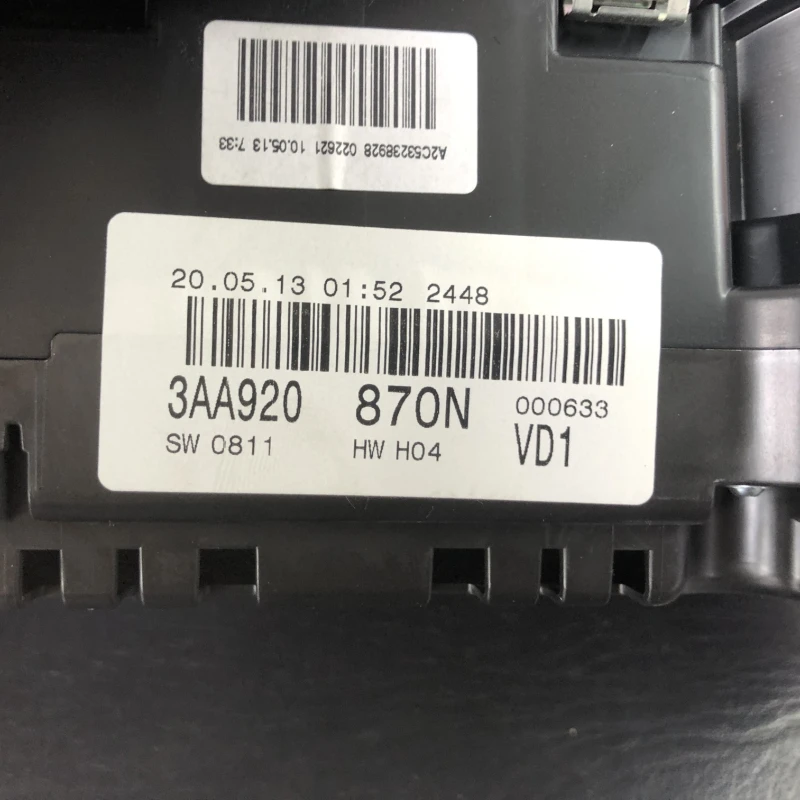 A2C53238928 022621 10.05.13 7:33
20.05.13 01:52 2448
3AA920 870N 000633
SW 0811 HW H04 VD1